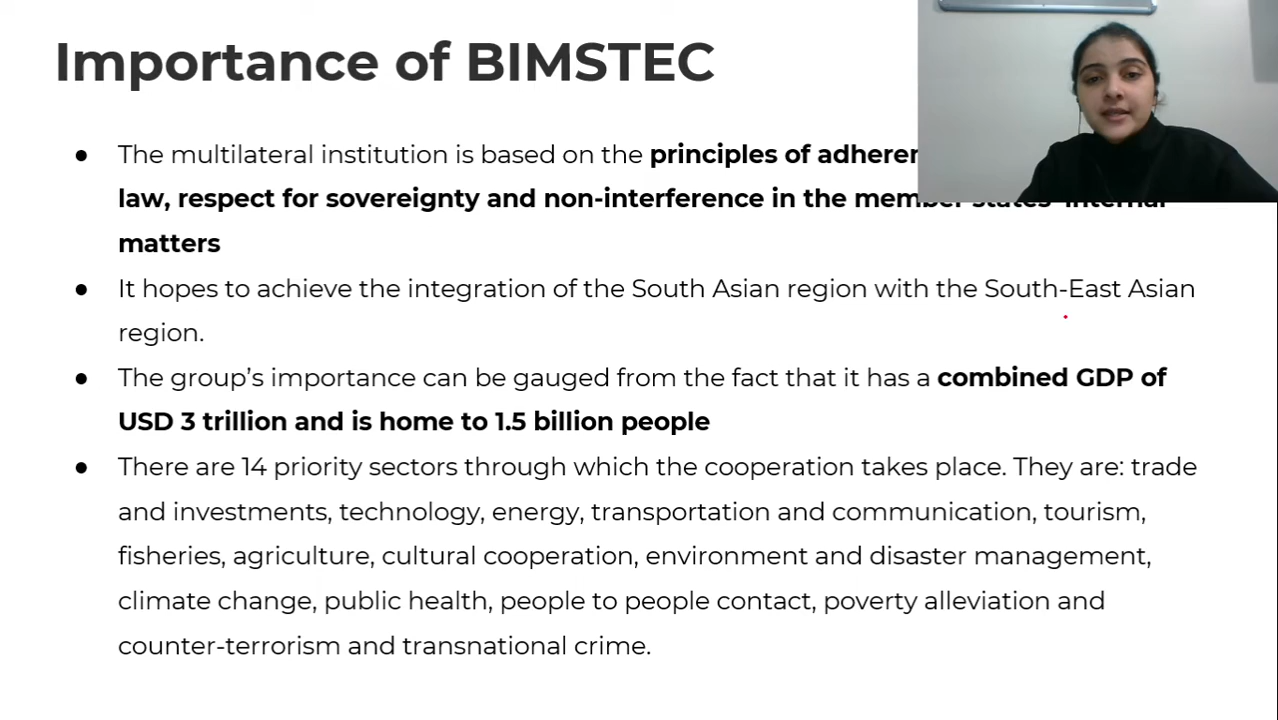 Importance of BIMSTEC
● The multilateral institution is based on the principles of
law, respect for sovereignty and non-interference in the member states' internal
matters
● It hopes to achieve the integration of the South Asian region with the South-East Asian
region.
● The group’s importance can be gauged from the fact that it has a combined GDP of
USD 3 trillion and is home to 1.5 billion people
● There are 14 priority sectors through which the cooperation takes place. They are: trade
and investments, technology, energy, transportation and communication, tourism,
fisheries, agriculture, cultural cooperation, environment and disaster management,
climate change, public health, people to people contact, poverty alleviation and
counter-terrorism and transnational crime.